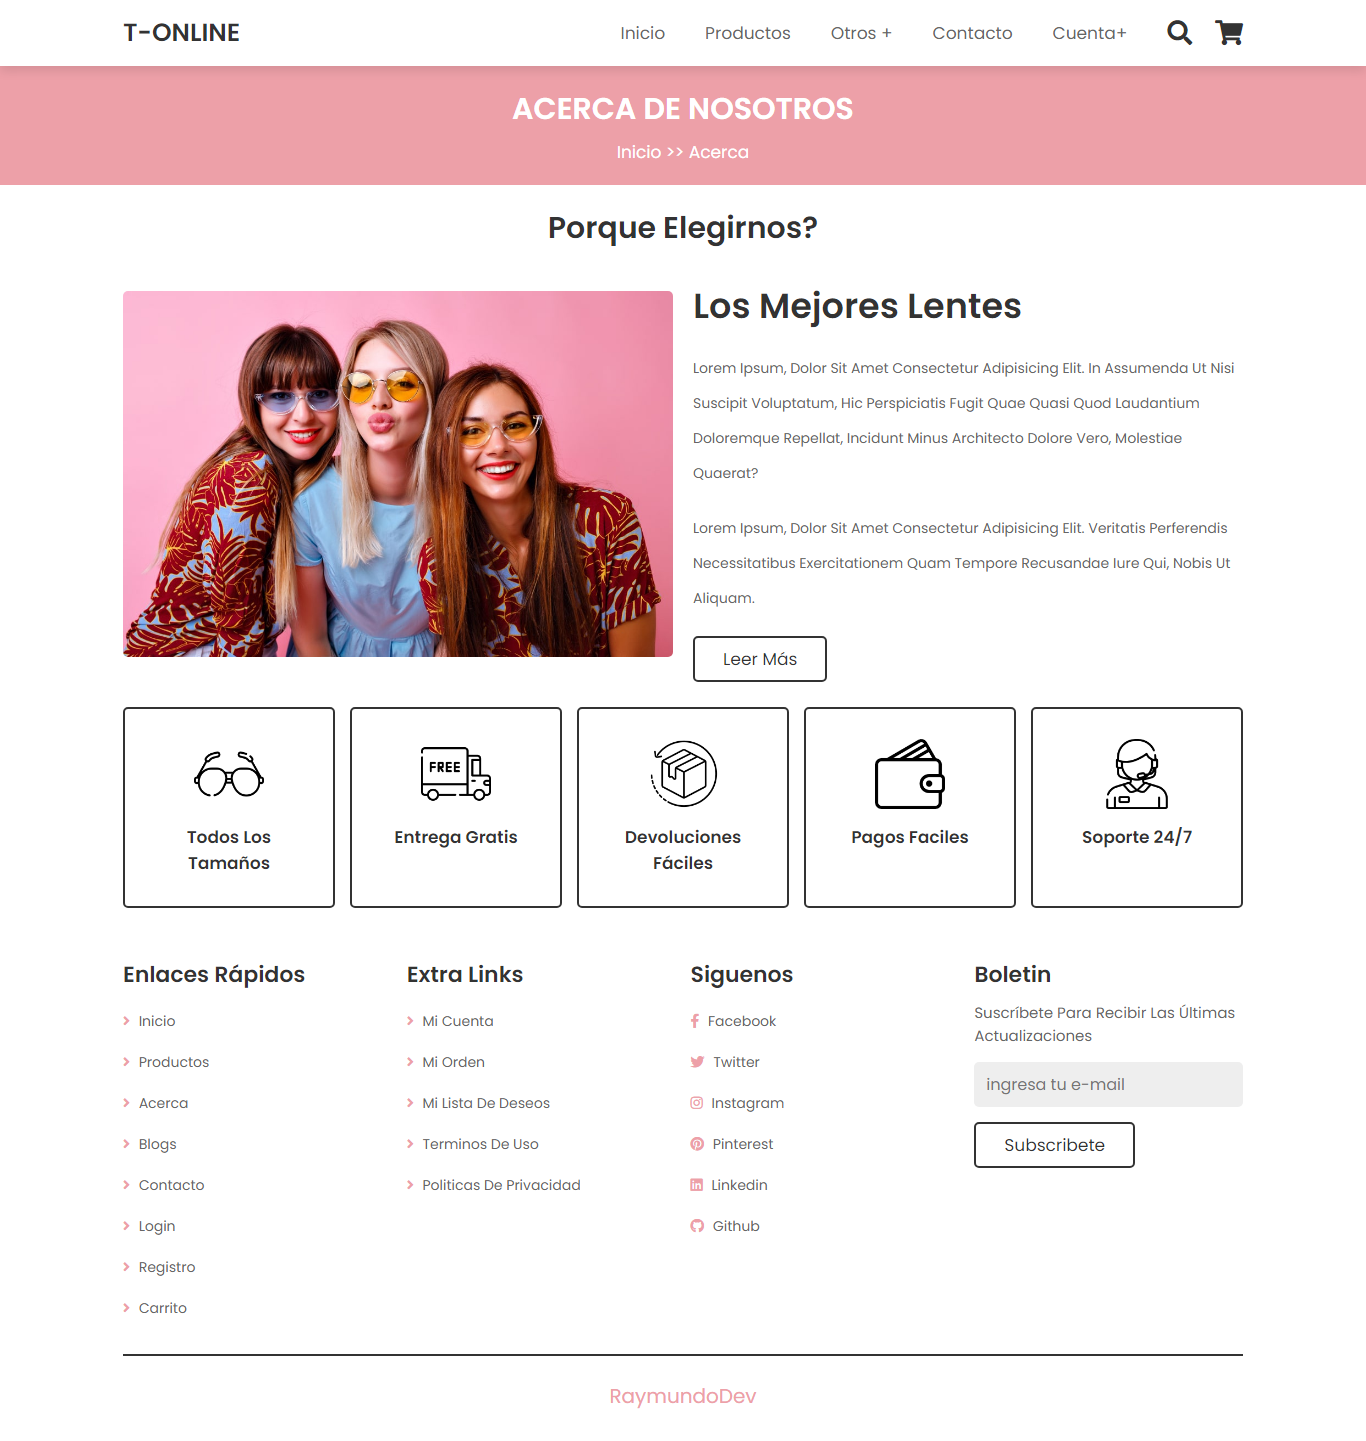 T-ONLINE
Inicio
Productos
Otros +
Contacto
Cuenta+
ACERCA DE NOSOTROS
Inicio >> Acerca
Porque Elegirnos?
Los Mejores Lentes
Lorem Ipsum, Dolor Sit Amet Consectetur Adipisicing Elit. In Assumenda Ut Nisi
Suscipit Voluptatum, Hic Perspiciatis Fugit Quae Quasi Quod Laudantium
Doloremque Repellat, Incidunt Minus Architecto Dolore Vero, Molestiae
Quaerat?
Lorem Ipsum, Dolor Sit Amet Consectetur Adipisicing Elit. Veritatis Perferendis
Necessitatibus Exercitationem Quam Tempore Recusandae Iure Qui, Nobis Ut
Aliquam.
Leer Más
Todos Los
Tamaños
FREE
Entrega Gratis
Devoluciones
Fáciles
Pagos Faciles
Soporte 24/7
Enlaces Rápidos
Inicio
Productos
Acerca
Blogs
Contacto
Login
Registro
Carrito
Extra Links
Mi Cuenta
Mi Orden
Mi Lista De Deseos
Terminos De Uso
Politicas De Privacidad
Siguenos
Facebook
Twitter
Instagram
Pinterest
Linkedin
Github
Boletin
Suscríbete Para Recibir Las Últimas
Actualizaciones
ingresa tu e-mail
Subscribete
RaymundoDev